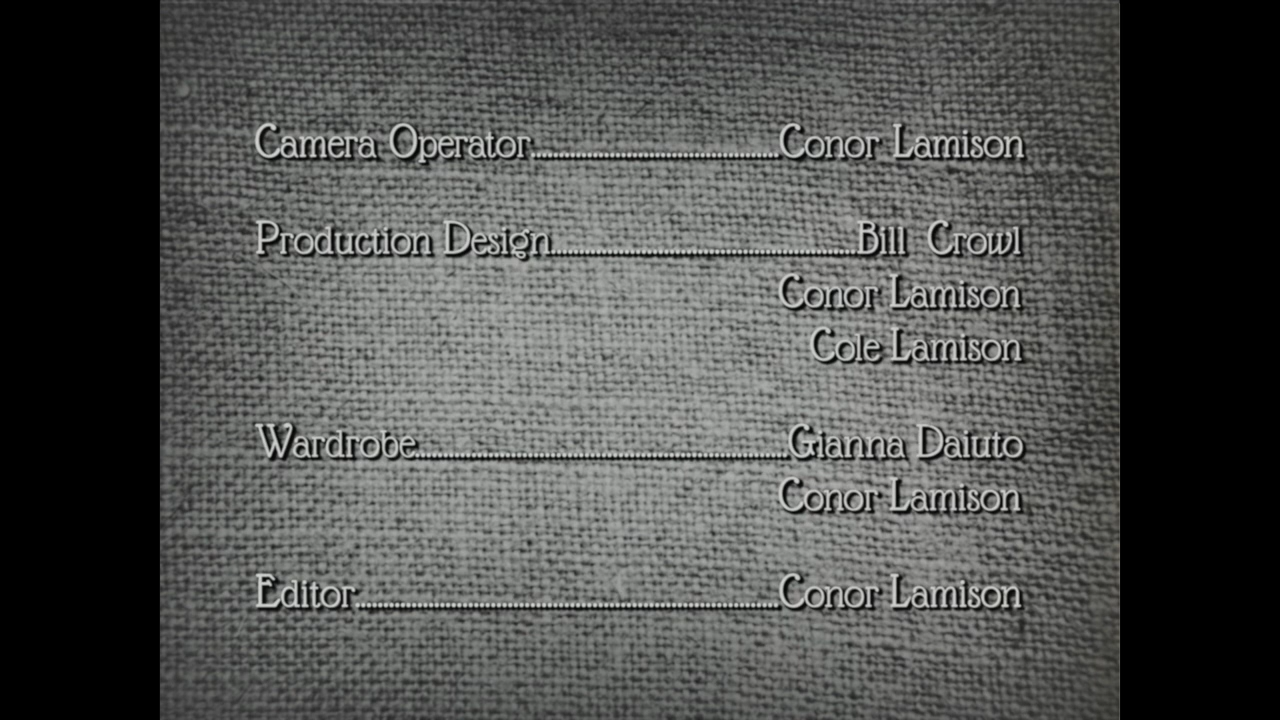 Camera Operator..........................................Conor Lamison
Production Design....................................................Bill Crowl
Conor Lamison
Cole Lamison
Wardrobe...............................................................Gianna Daiuto
Conor Lamison
Editor........................................................................Conor Lamison